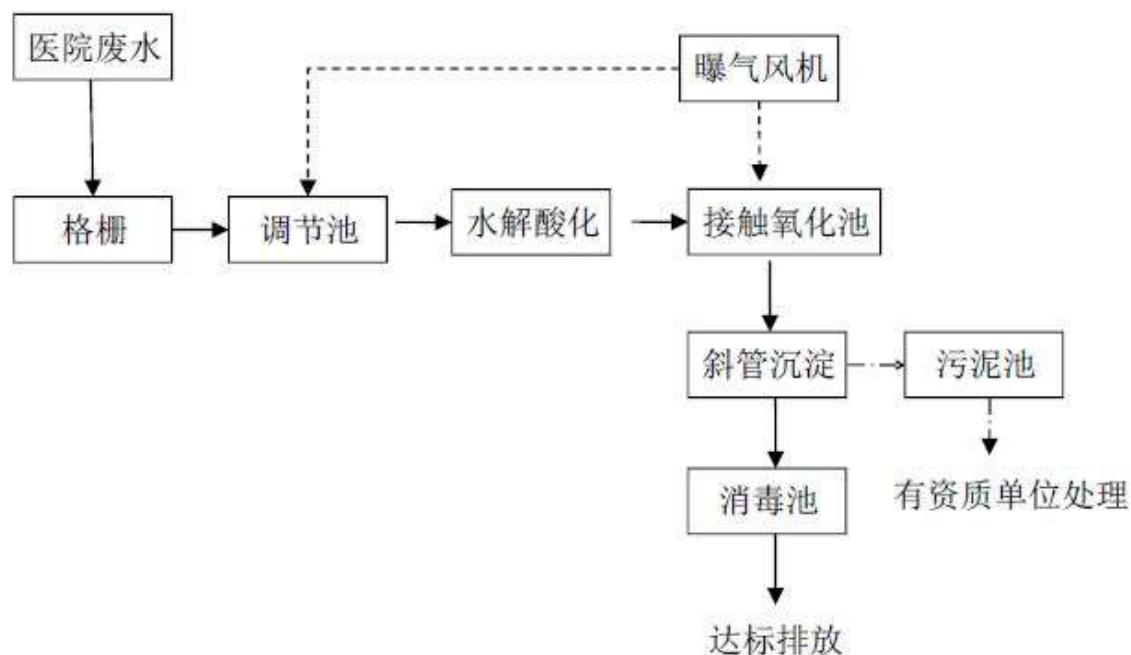 医院废水
曝气风机
格栅
调节池
水解酸化
接触氧化池
斜管沉淀
污泥池
消毒池
有资质单位处理
达标排放